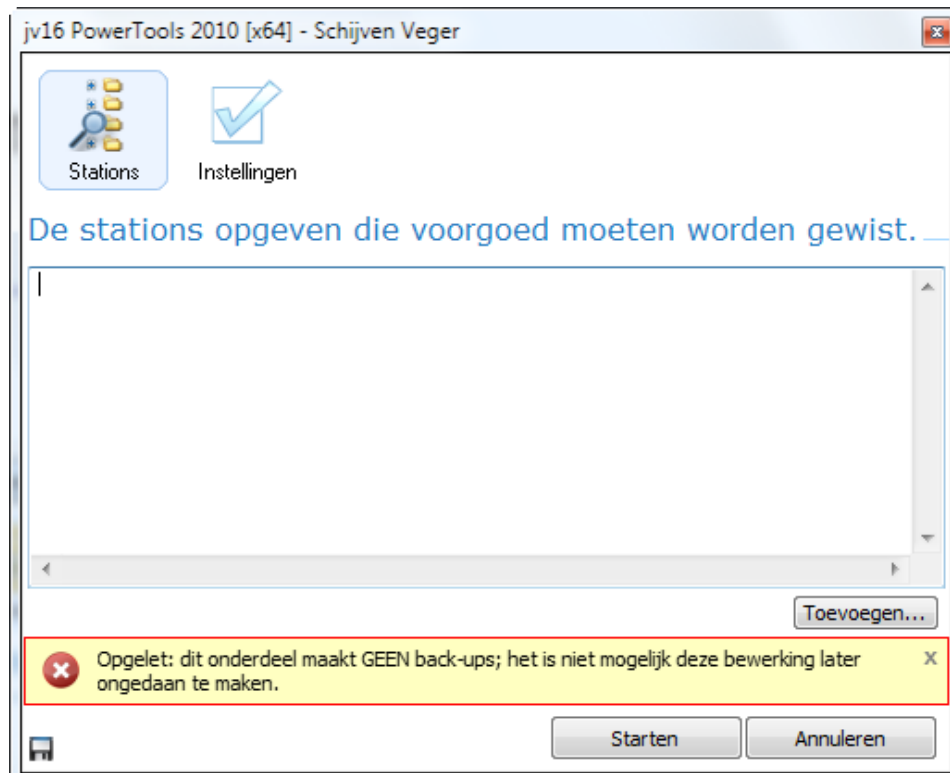 jv16 PowerTools 2010 [x64] - Schijven Veger
Stations
Instellingen
De stations opgeven die voorgoed moeten worden gewist.
Toevoegen...
Opgelet: dit onderdeel maakt GEEN back-ups; het is niet mogelijk deze bewerking later
ongedaan te maken.
Starten
Annuleren